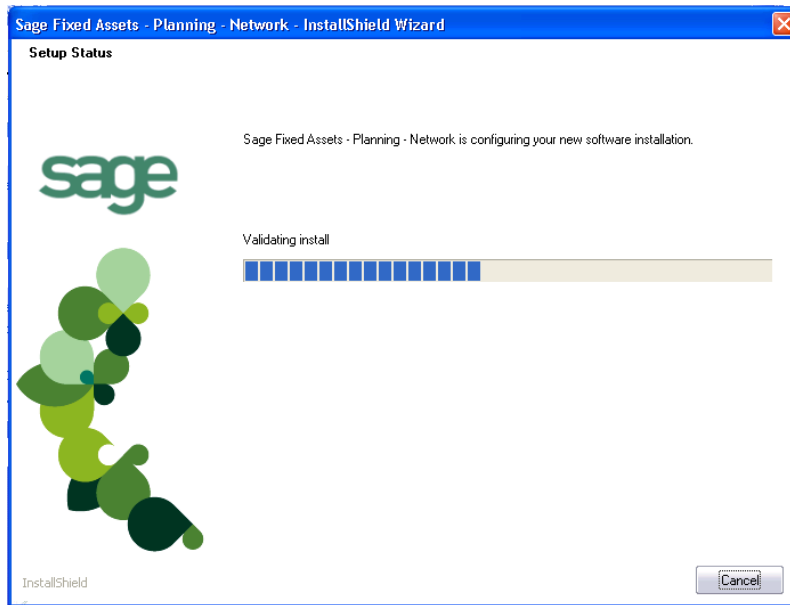 Sage Fixed Assets - Planning - Network - InstallShield Wizard
Setup Status
Sage Fixed Assets - Planning - Network is configuring your new software installation.
sage
Validating install
InstallShield
Cancel